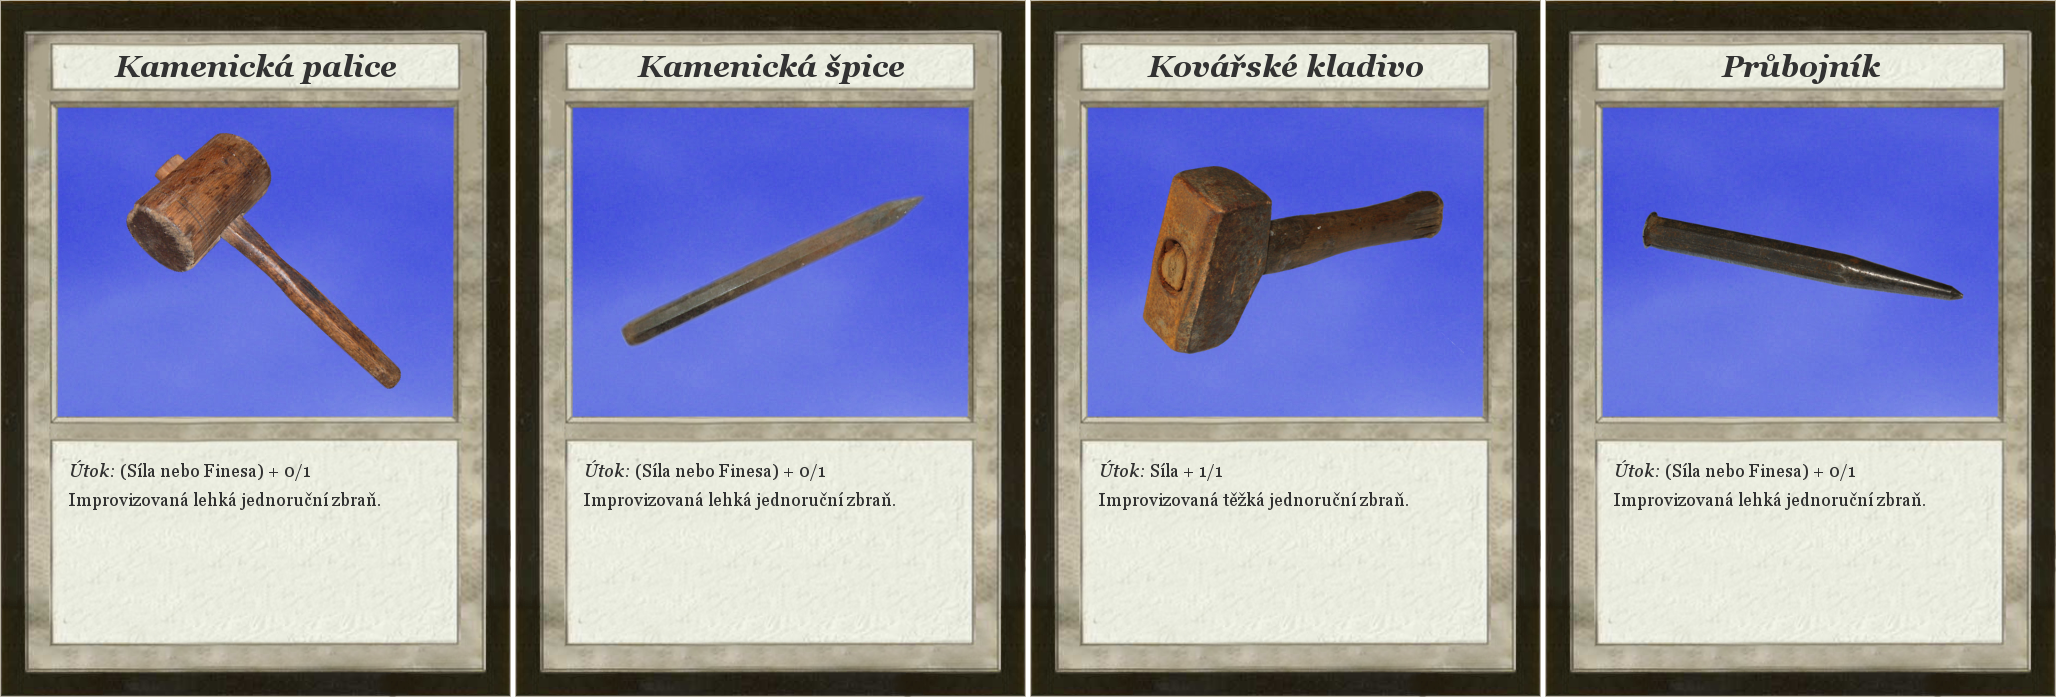 Kamenická palice
Útok: (Síla nebo Finesa) + 0/1
Improvizovaná lehká jednoruční zbraň.
Kamenická špice
Útok: (Síla nebo Finesa) + 0/1
Improvizovaná lehká jednoruční zbraň.
Kovářské kladivo
Útok: Síla + 1/1
Improvizovaná těžká jednoruční zbraň.
Průbojník
Útok: (Síla nebo Finesa) + 0/1
Improvizovaná lehká jednoruční zbraň.